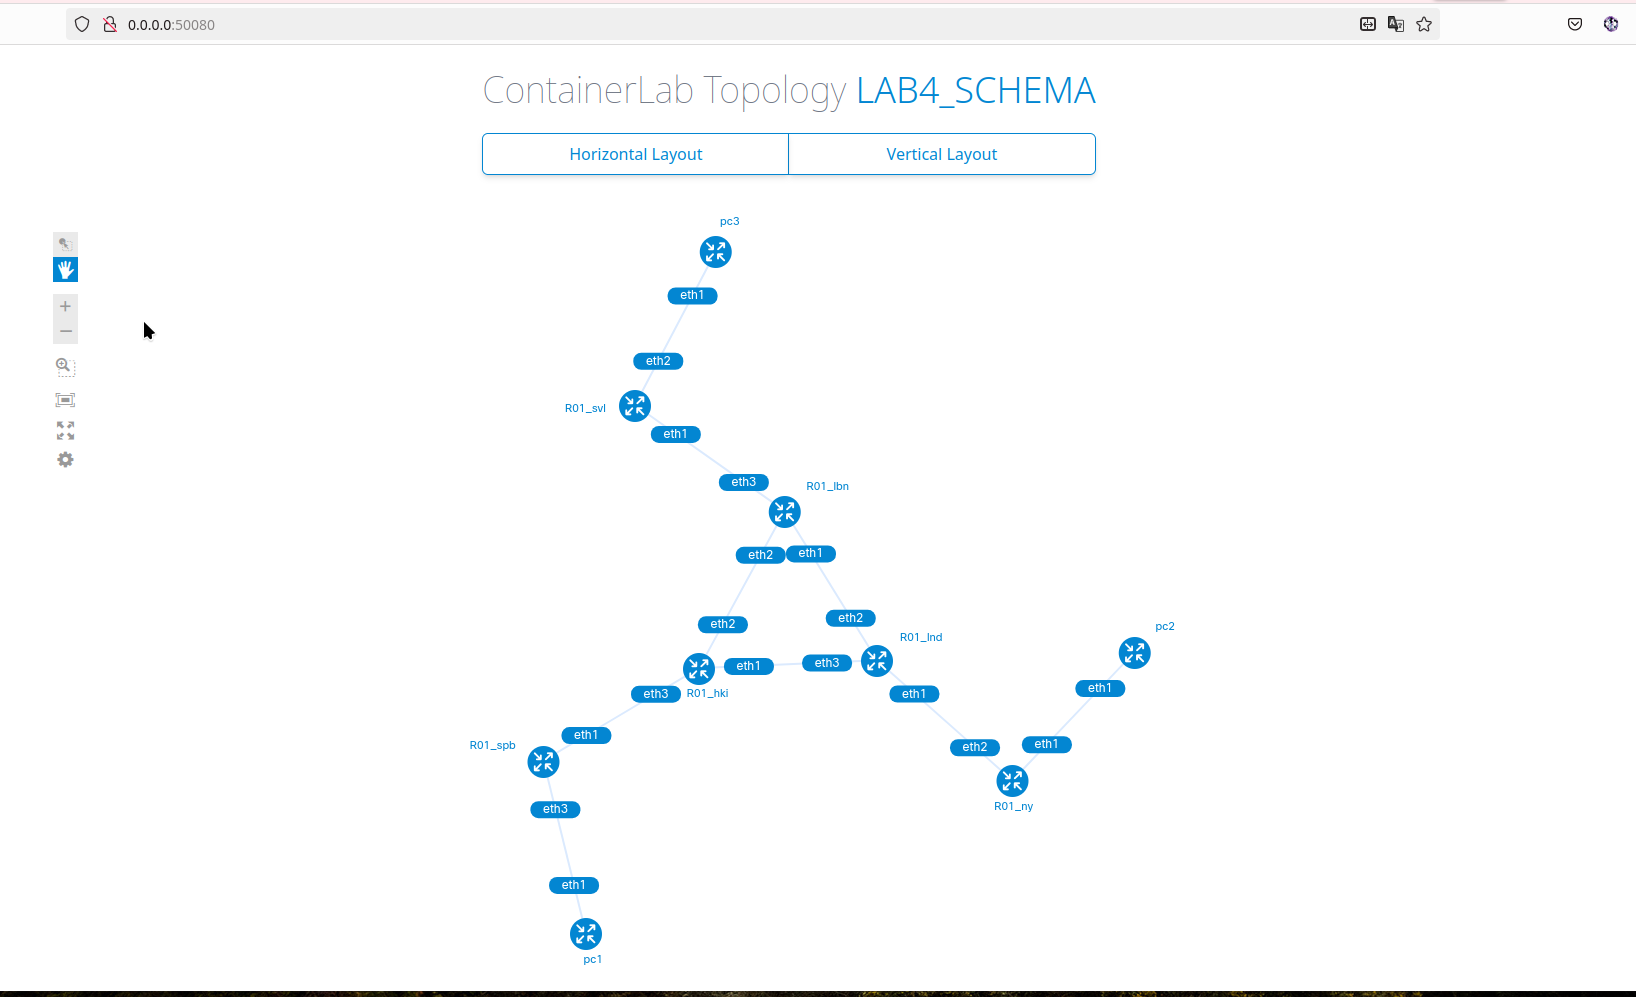 0.0.0.0:50080
ContainerLab Topology LAB4_SCHEMA
Horizontal Layout
Vertical Layout
pc3
eth1
eth2
R01_svl
eth1
eth3
R01_lbn
eth2
eth1
eth2
eth2
pc2
R01_lnd
eth1
eth3
eth3
R01_hki
eth1
eth1
eth1
R01_spb
eth2
eth1
R01_ny
eth3
eth1
pc1